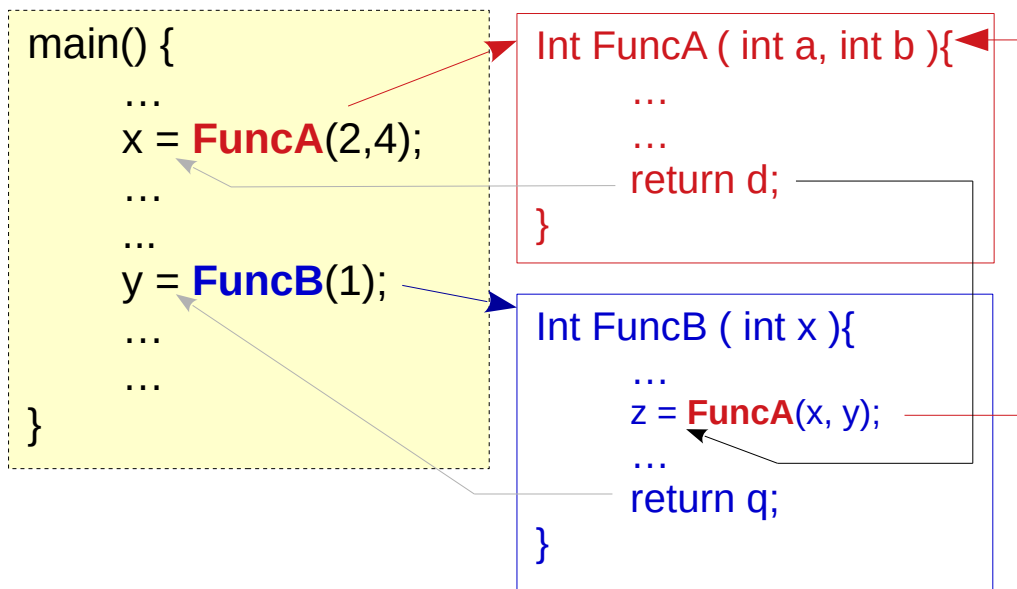 main() {
…
x = FuncA(2,4);
…
...
y = FuncB(1);
…
…
}
Int FuncA ( int a, int b ){
…
…
return d;
}
Int FuncB ( int x ){
…
z = FuncA(x, y);
…
return q;
}